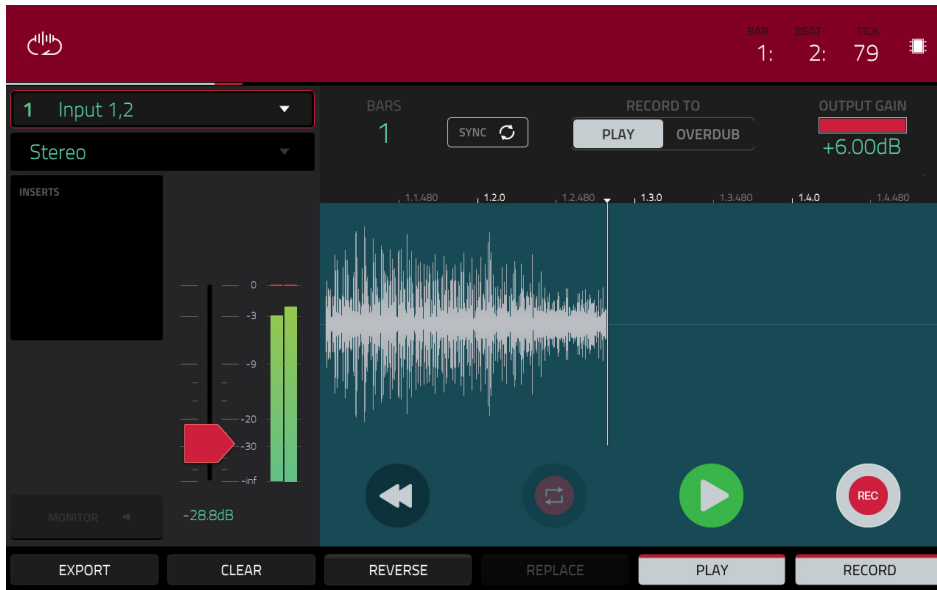 BAR BEAT TICK
1: 2: 79
1 Input 1,2
Stereo
INSERTS
0
-3
-9
-20
-30
-inf
MONITOR
-28.8dB
BARS
1
SYNC
RECORD TO
PLAY OVERDUB
OUTPUT GAIN
+6.00dB
1.1.480 1.2.0 1.2.480 1.3.0 1.3.480 1.4.0 1.4.480
REC
EXPORT CLEAR REVERSE REPLACE PLAY RECORD